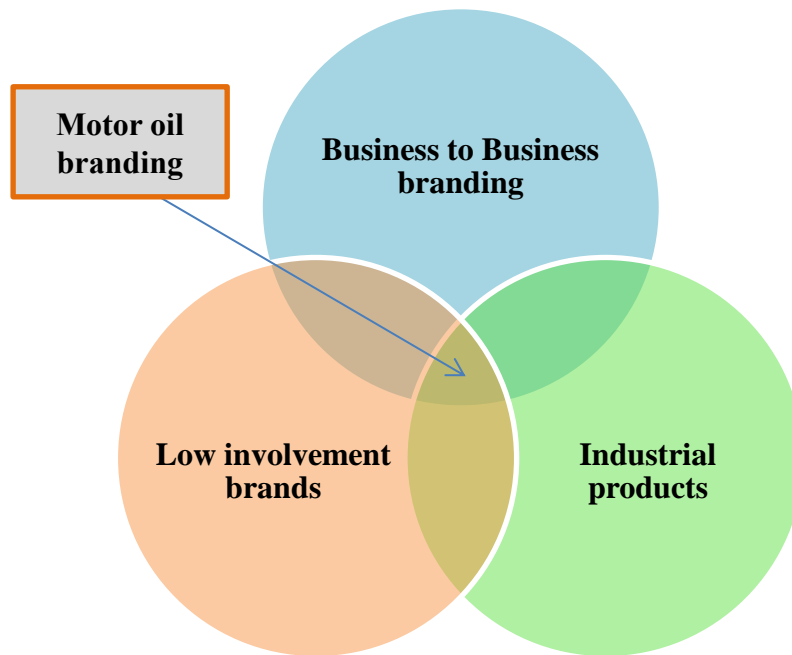 Motor oil
branding
Business to Business
branding
Low involvement
brands
Industrial
products